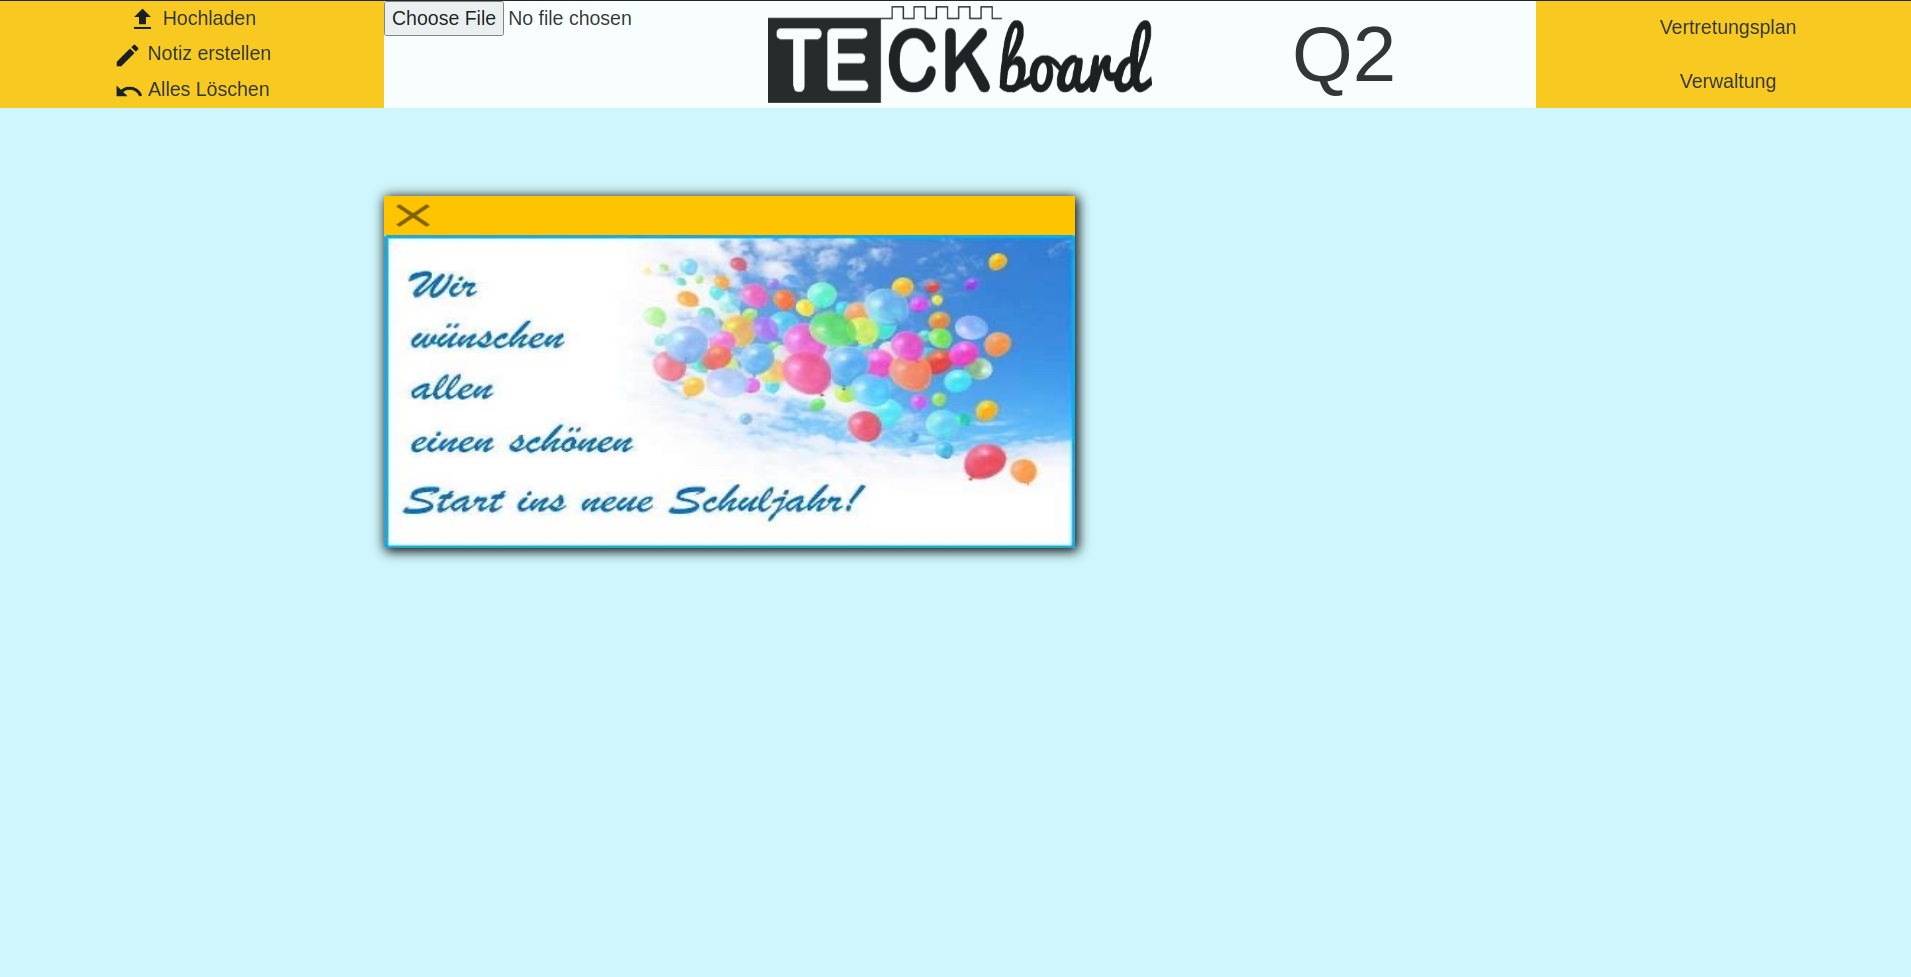 Hochladen
Notiz erstellen
Alles Löschen
Choose File No file chosen
TECKboard
Q2
Vertretungsplan
Verwaltung
Wir
wünschen
allen
einen schönen
Start ins neue Schuljahr!